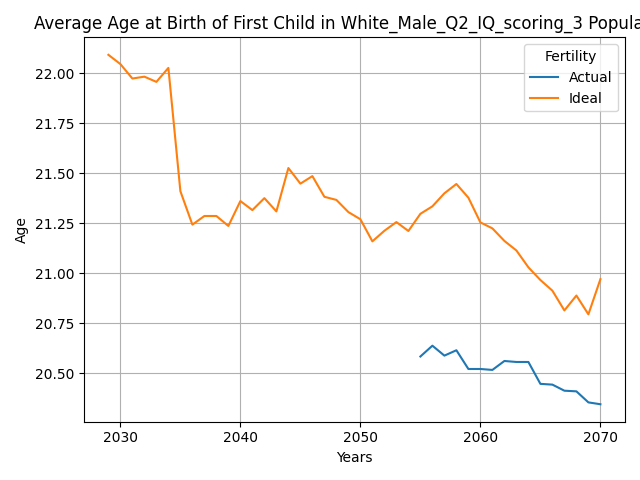 Average Age at Birth of First Child in White_Male_Q2_IQ_scoring_3 Popula
Fertility
Actual
Ideal
22.00
21.75
21.50
21.25
21.00
20.75
20.50
Age
2030 2040 2050 2060 2070
Years